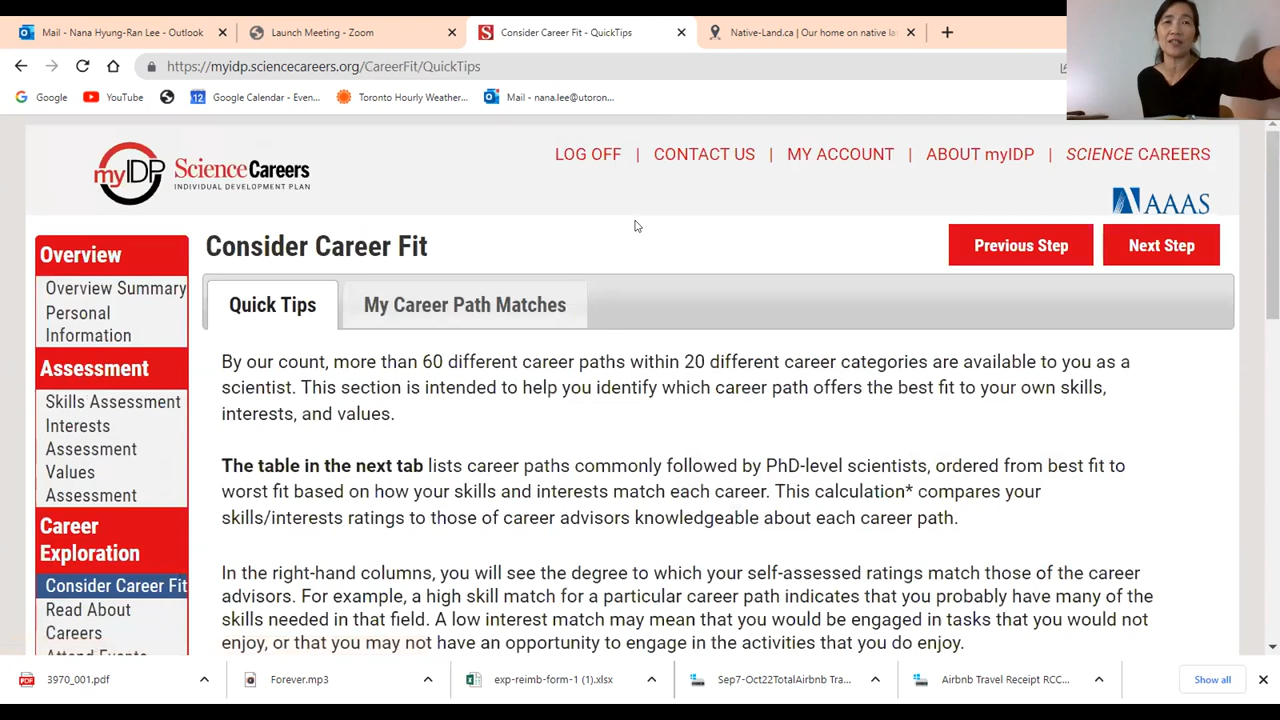 Mail - Nana Hyung-Ran Lee - Outlook
Launch Meeting - Zoom
Consider Career Fit - QuickTips
Native-Land.ca | Our home on native la
https://myidp.sciencecareers.org/CareerFit/QuickTips
Google
YouTube
12
Google Calendar - Even...
Toronto Hourly Weather...
Mail - nana.lee@utoron...
myIDP
ScienceCareers
INDIVIDUAL DEVELOPMENT PLAN
LOG OFF | CONTACT US | MY ACCOUNT | ABOUT myIDP | SCIENCE CAREERS
AAAS
Overview
Overview Summary
Personal
Information
Assessment
Skills Assessment
Interests
Assessment
Values
Assessment
Career
Exploration
Consider Career Fit
Read About
Careers
Attend Events
Consider Career Fit
Previous Step
Next Step
Quick Tips
My Career Path Matches
By our count, more than 60 different career paths within 20 different career categories are available to you as a
scientist. This section is intended to help you identify which career path offers the best fit to your own skills,
interests, and values.
The table in the next tab lists career paths commonly followed by PhD-level scientists, ordered from best fit to
worst fit based on how your skills and interests match each career. This calculation* compares your
skills/interests ratings to those of career advisors knowledgeable about each career path.
In the right-hand columns, you will see the degree to which your self-assessed ratings match those of the career
advisors. For example, a high skill match for a particular career path indicates that you probably have many of the
skills needed in that field. A low interest match may mean that you would be engaged in tasks that you would not
enjoy, or that you may not have an opportunity to engage in the activities that you do enjoy.
PDF
3970_001.pdf
Forever.mp3
exp-reimb-form-1 (1).xlsx
Sep7-Oct22TotalAirbnb Tra...
Airbnb Travel Receipt RCC...
Show all